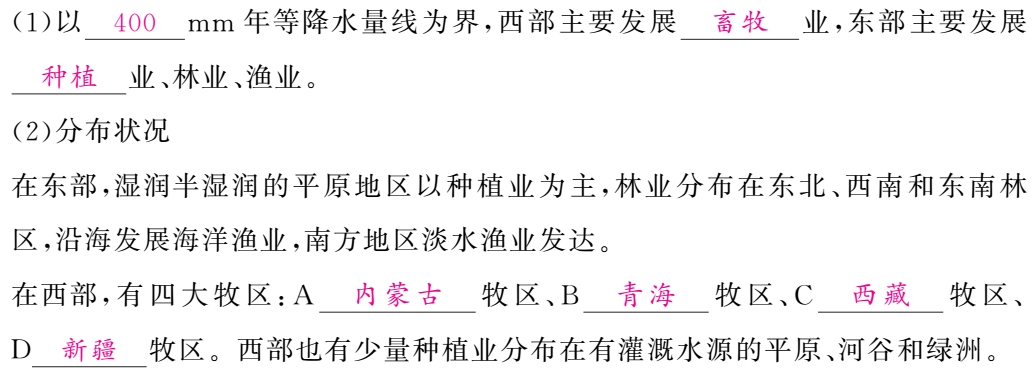 (1)以 400 mm年等降水量线为界,西部主要发展 畜牧 业,东部主要发展
种植 业、林业、渔业。
(2)分布状况
在东部,湿润半湿润的平原地区以种植业为主,林业分布在东北、西南和东南林
区,沿海发展海洋渔业,南方地区淡水渔业发达。
在西部,有四大牧区:A 内蒙古 牧区、B 青海 牧区、C 西藏 牧区、
D 新疆 牧区。西部也有少量种植业分布在有灌溉水源的平原、河谷和绿洲。